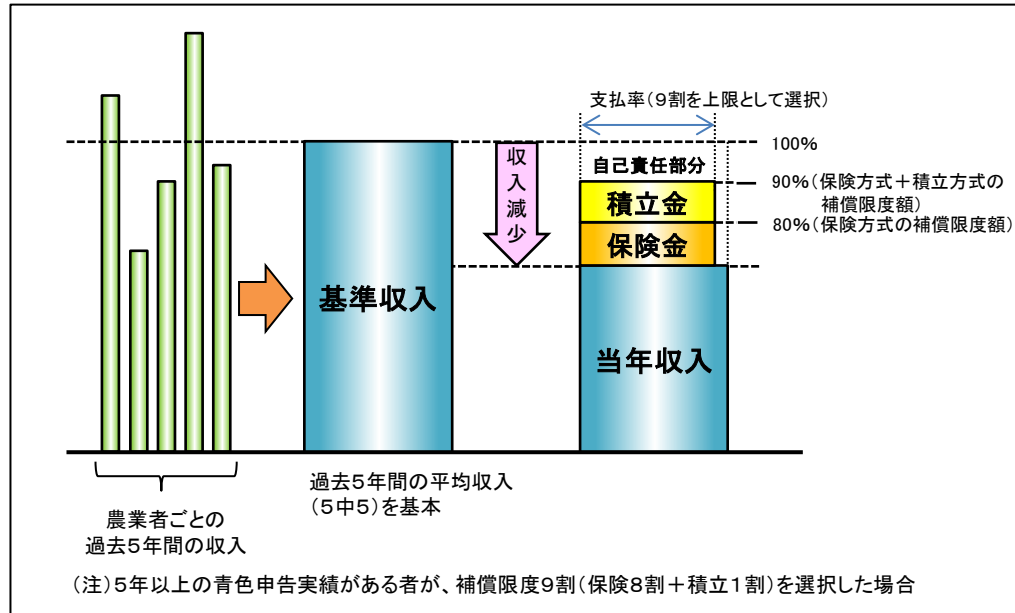 支払率(9割を上限として選択)
100%
収入減少
自己責任部分
90%(保険方式+積立方式の
補償限度額)
積立金
80%(保険方式の補償限度額)
保険金
基準収入
当年収入
過去5年間の平均収入
(5中5)を基本
農業者ごとの
過去5年間の収入
(注)5年以上の青色申告実績がある者が、補償限度9割(保険8割+積立1割)を選択した場合